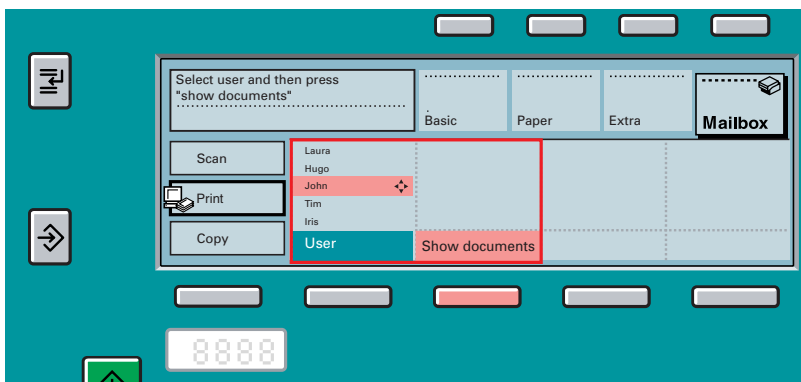 Select user and then press
"show documents"
Basic
Paper
Extra
Mailbox
Scan
Print
Copy
Laura
Hugo
John
Tim
Iris
User
Show documents
8888